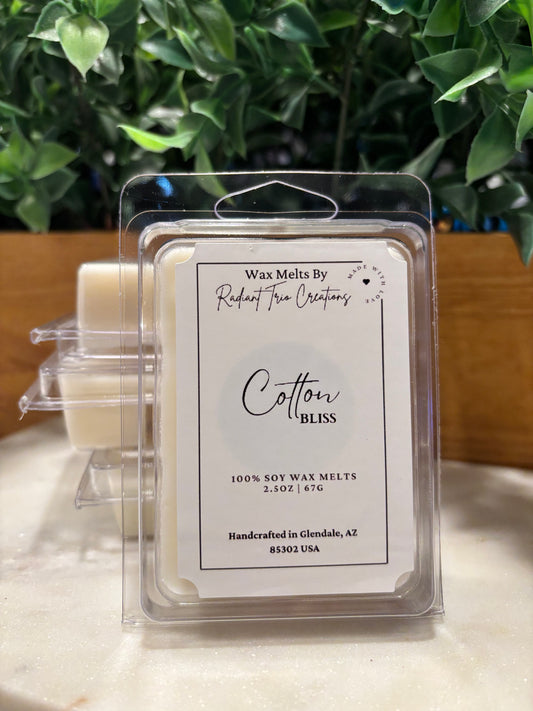 Wax Melts By
MADE WITH LOVE
Radiant Trio Creations
Cotton
BLISS
100% SOY WAX MELTS
2.5OZ | 67G
Handcrafted in Glendale, AZ
85302 USA